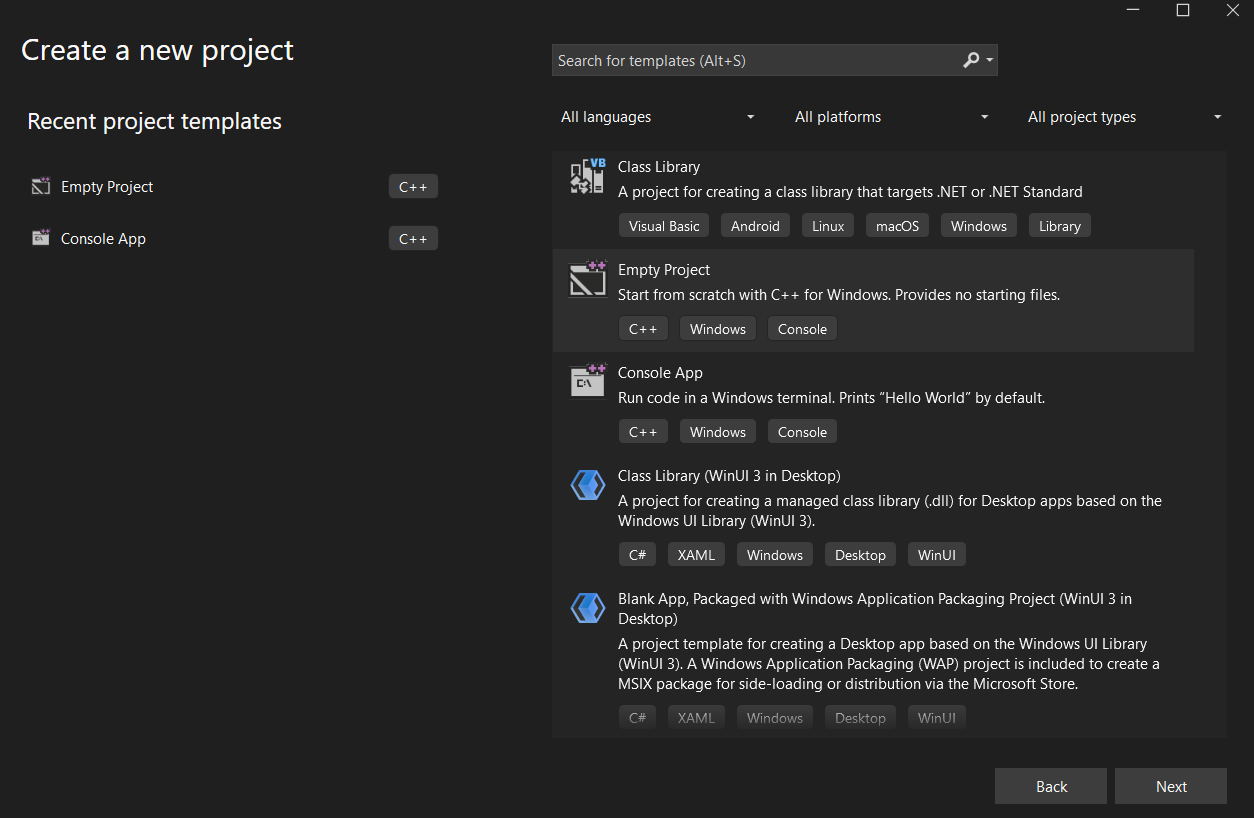 Create a new project
Search for templates (Alt+S)
Recent project templates
All languages
All platforms
All project types
Empty Project
C++
Console App
C++
VB
Class Library
A project for creating a class library that targets .NET or .NET Standard
Visual Basic
Android
Linux
macOS
Windows
Library
++
Empty Project
Start from scratch with C++ for Windows. Provides no starting files.
C++
Windows
Console
++
C:\
Console App
Run code in a Windows terminal. Prints “Hello World” by default.
C++
Windows
Console
Class Library (WinUI 3 in Desktop)
A project for creating a managed class library (.dll) for Desktop apps based on the
Windows UI Library (WinUI 3).
C#
XAML
Windows
Desktop
WinUI
Blank App, Packaged with Windows Application Packaging Project (WinUI 3 in
Desktop)
A project template for creating a Desktop app based on the Windows UI Library
(WinUI 3). A Windows Application Packaging (WAP) project is included to create a
MSIX package for side-loading or distribution via the Microsoft Store.
C#
XAML
Windows
Desktop
WinUI
Back
Next